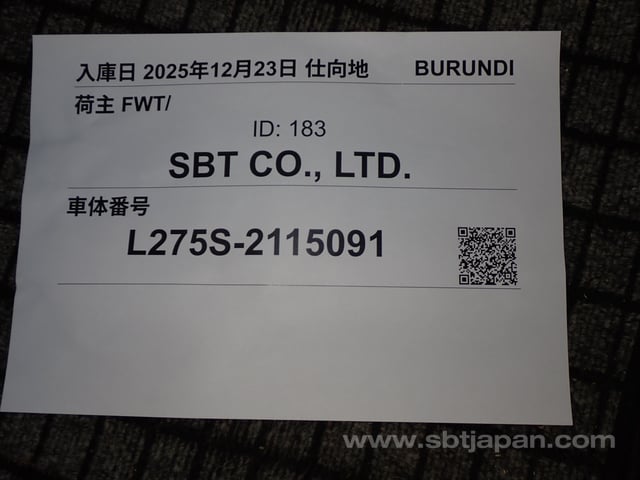 入庫日 2025年12月23日 仕向地 BURUNDI
荷主 FWT/
ID: 183
SBT CO., LTD.
車体番号
L275S-2115091
www.sbtjapan.com